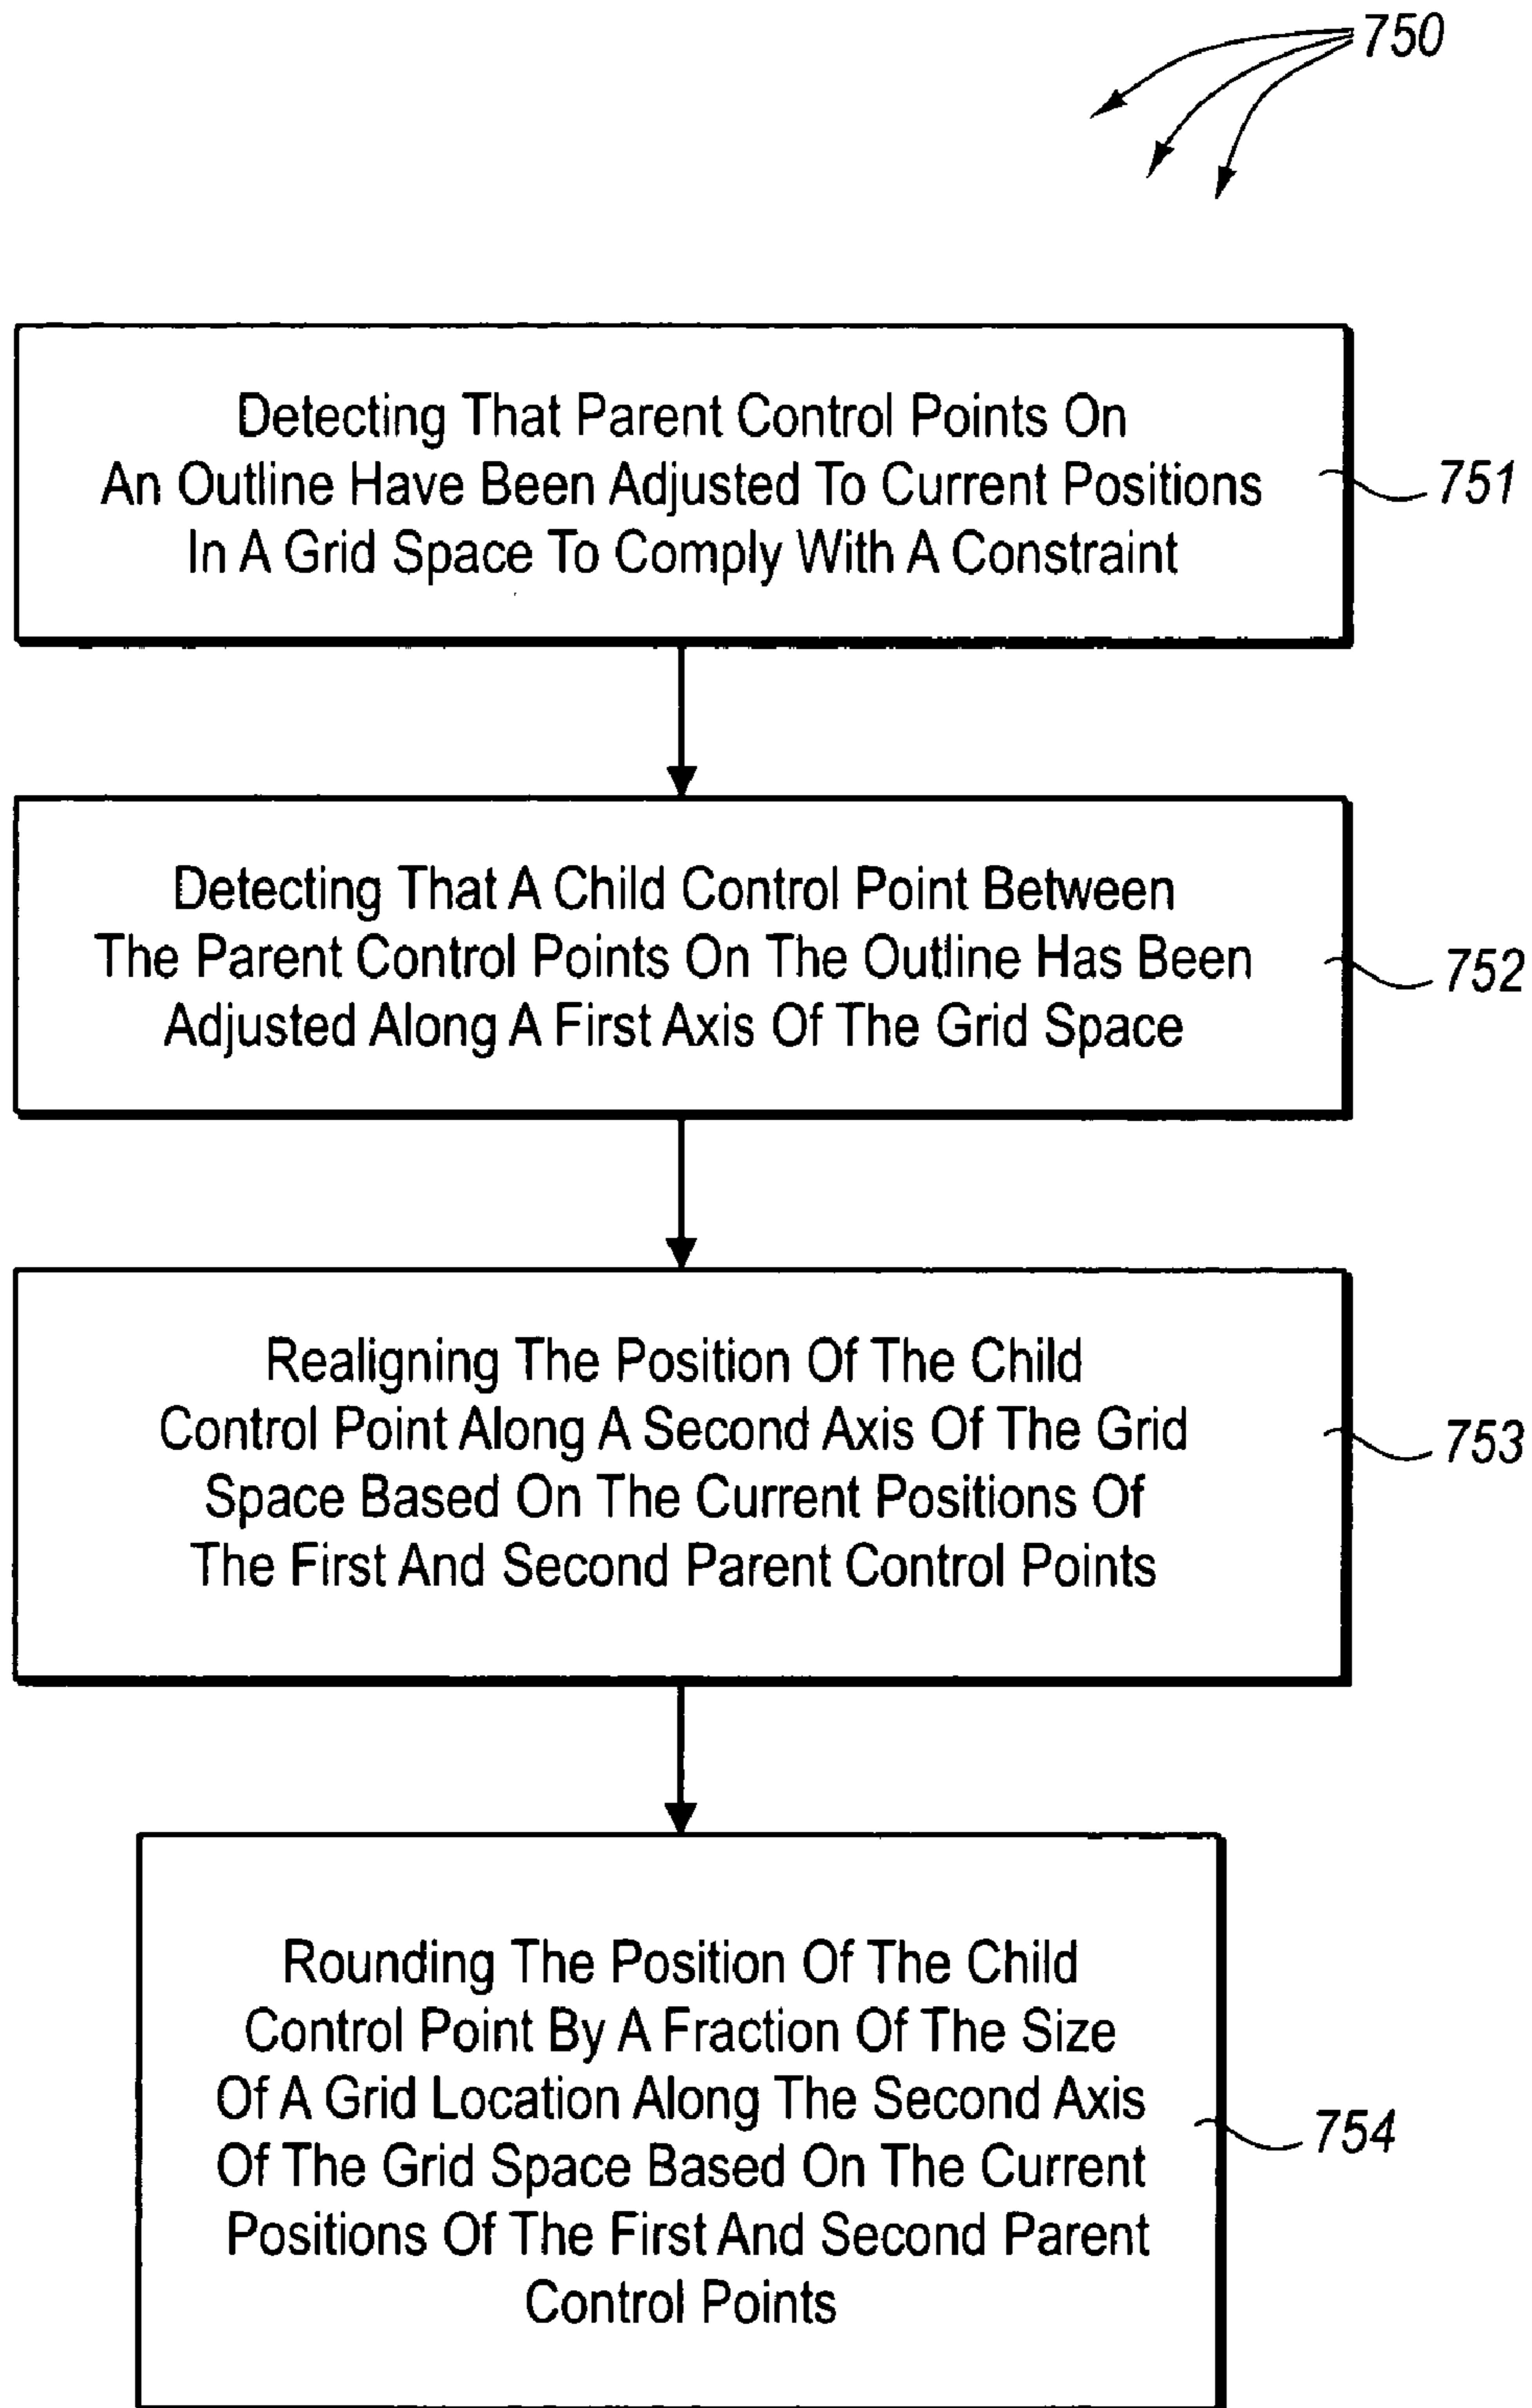 750
Detecting That Parent Control Points On
An Outline Have Been Adjusted To Current Positions
In A Grid Space To Comply With A Constraint
751
Detecting That A Child Control Point Between
The Parent Control Points On The Outline Has Been
Adjusted Along A First Axis Of The Grid Space
752
Realigning The Position Of The Child
Control Point Along A Second Axis Of The Grid
Space Based On The Current Positions Of
The First And Second Parent Control Points
753
Rounding The Position Of The Child
Control Point By A Fraction Of The Size
Of A Grid Location Along The Second Axis
Of The Grid Space Based On The Current
Positions Of The First And Second Parent
Control Points
754